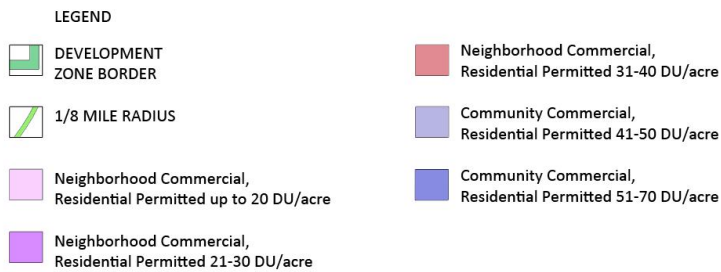 LEGEND
DEVELOPMENT
ZONE BORDER
1/8 MILE RADIUS
Neighborhood Commercial,
Residential Permitted up to 20 DU/acre
Neighborhood Commercial,
Residential Permitted 21-30 DU/acre
Neighborhood Commercial,
Residential Permitted 31-40 DU/acre
Community Commercial,
Residential Permitted 41-50 DU/acre
Community Commercial,
Residential Permitted 51-70 DU/acre